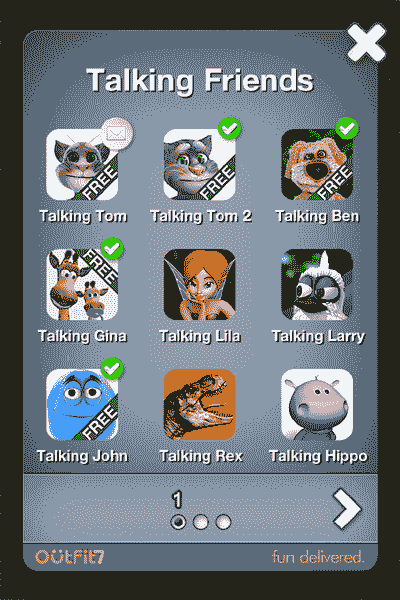 Talking Friends
FREE FREE FREE
Talking Tom Talking Tom 2 Talking Ben
FREE
Talking Gina Talking Lila Talking Larry
FREE
Talking John Talking Rex Talking Hippo
1
Outfit7 fun delivered.